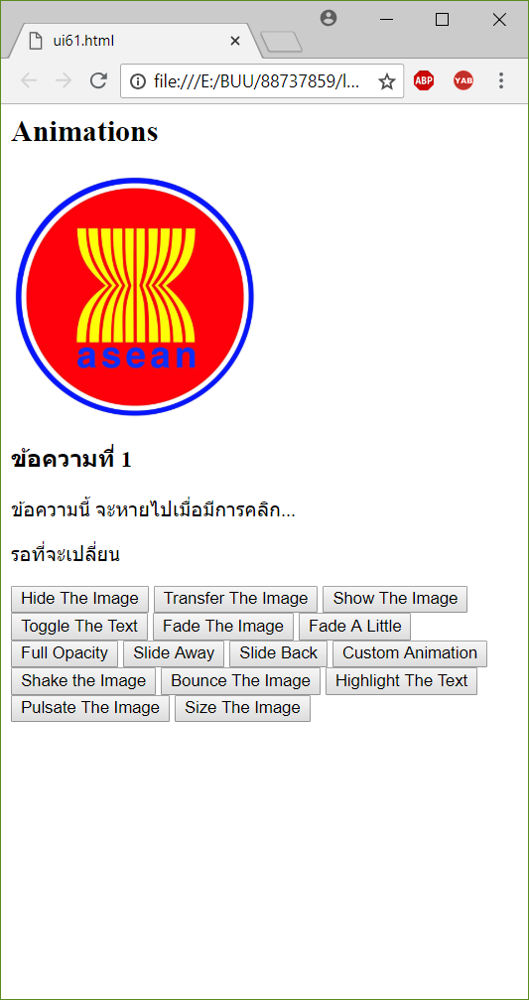 ui61.html
file:///E:/BUU/88737859/l...
ABP
YAB
Animations
asean
ข้อความที่ 1
ข้อความนี้ จะหายไปเมื่อมีการคลิก...
รอที่จะเปลี่ยน
Hide The Image Transfer The Image Show The Image
Toggle The Text Fade The Image Fade A Little
Full Opacity Slide Away Slide Back Custom Animation
Shake the Image Bounce The Image Highlight The Text
Pulsate The Image Size The Image